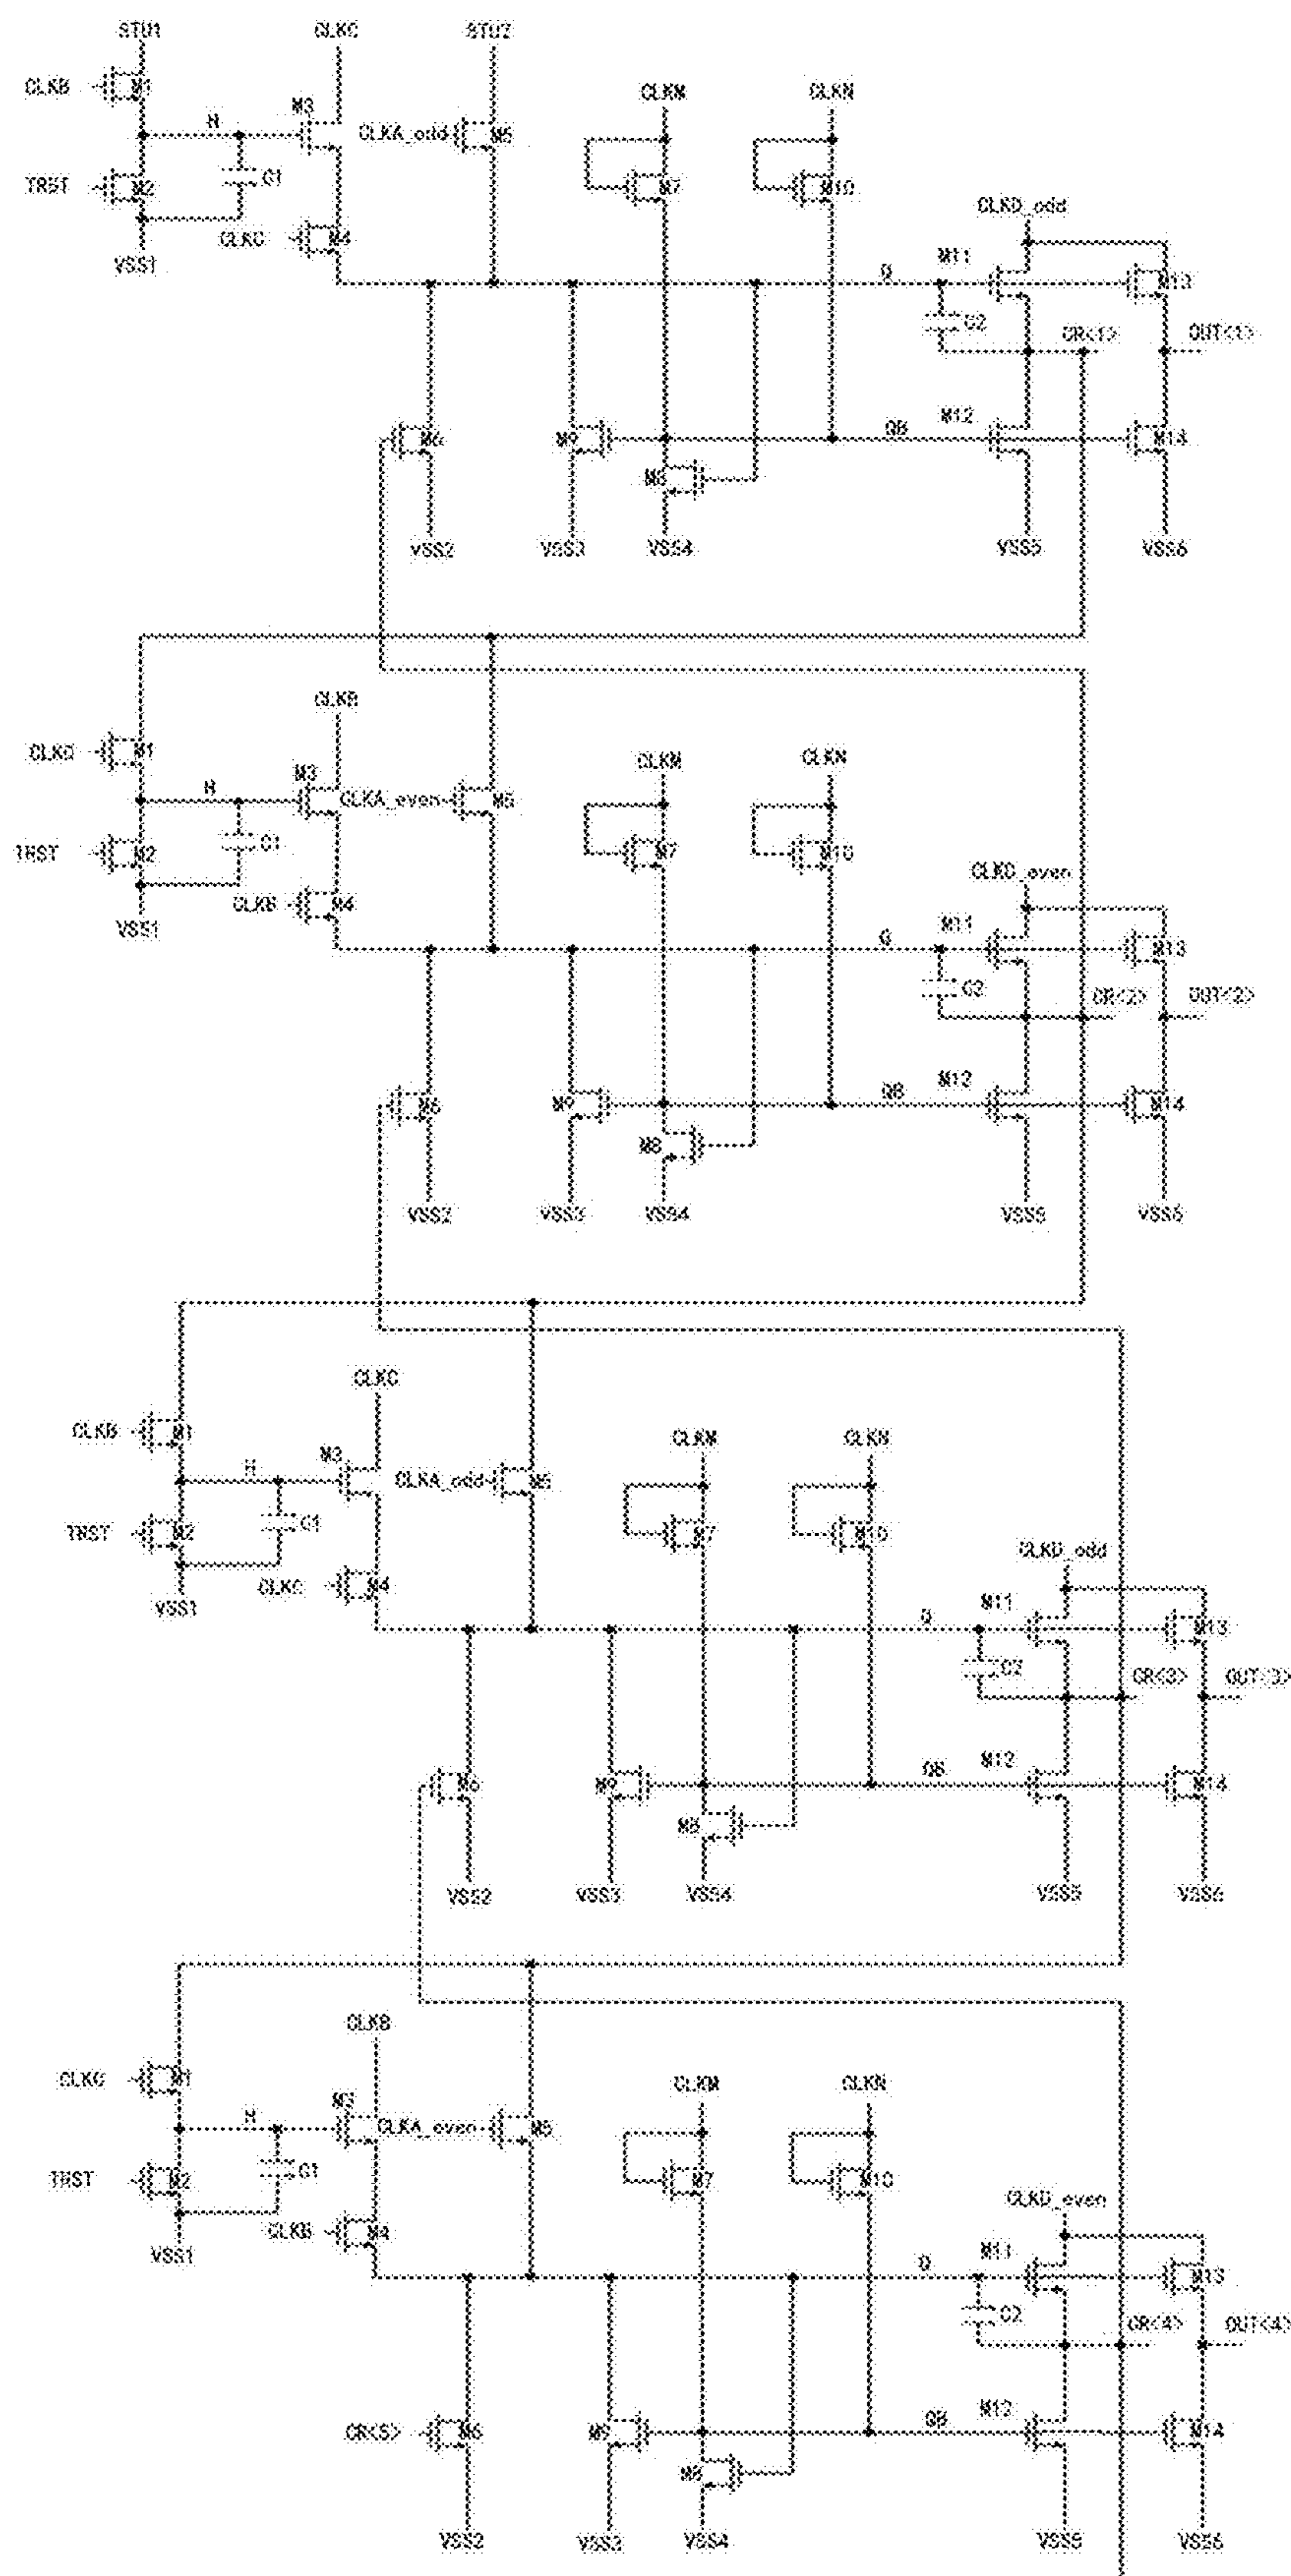 STU1 CLKC STU2
CLKB M1 CLKM CLKN
H M3 CLKA_odd M5
TRST M2 C1 M7 M10
CLKC M4 CLKD_odd
VSS1 M11 M13
Q C2 CR<1> OUT<1>
M6 M9 QB M12 M14
M8
VSS2 VSS3 VSS4 VSS5 VSS6
CLKB
CLKC M1 CLKM CLKN
H M3 CLKA_even M5
TRST M2 C1 M7 M10
CLKB M4 CLKD_even
VSS1 M11 M13
Q C2 CR<2> OUT<2>
M6 M9 QB M12 M14
M8
VSS2 VSS3 VSS4 VSS5 VSS6
CLKC
CLKB M1 CLKM CLKN
H M3 CLKA_odd M5
TRST M2 C1 M7 M10
CLKC M4 CLKD_odd
VSS1 M11 M13
Q C2 CR<3> OUT<3>
M6 M9 QB M12 M14
M8
VSS2 VSS3 VSS4 VSS5 VSS6
CLKB
CLKC M1 CLKM CLKN
H M3 CLKA_even M5
TRST M2 C1 M7 M10
CLKB M4 CLKD_even
VSS1 M11 M13
Q C2 CR<4> OUT<4>
CR<5> M6 M9 QB M12 M14
M8
VSS2 VSS3 VSS4 VSS5 VSS6